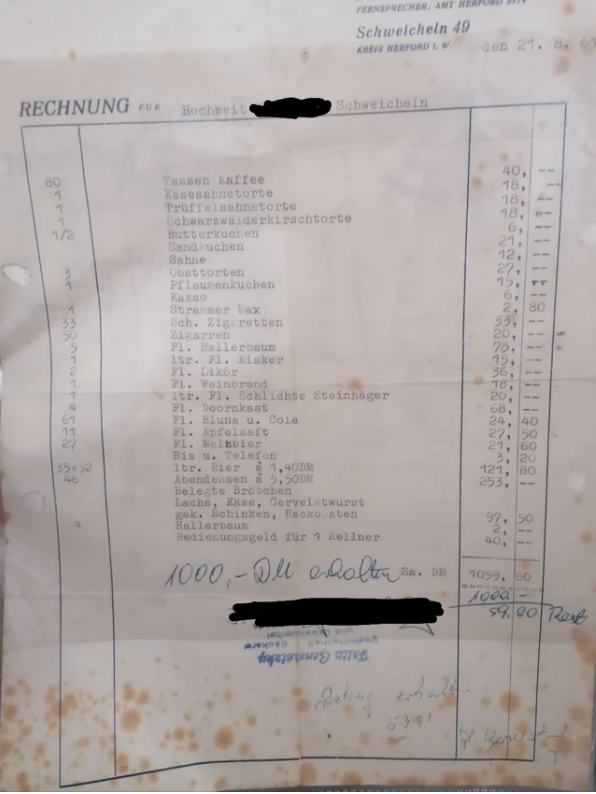 FERNSPRECHER: AMT HERFORD
Schweicheln 49
KREIS HERFORD I. W. den 21. 8. 61
RECHNUNG FÜR Hochzeit Schweicheln
80 Tassen Kaffee 40, --
1 Käsesahnetorte 18, --
1 Trüffelsahnetorte 18, --
1 Schwarzwälderkirschtorte 18, --
1/2 Butterkuchen 6, --
Sandkuchen 21, --
Sahne 12, --
3 Obsttorten 27, --
1 Pflaumenkuchen 15, --
Kakao 6, --
1 Strammer Max 2, 80
33 Sch. Zigaretten 33, --
50 Zigarren 20, --
5 Fl. Hallerbaum 75, --
1 ltr. Fl. Kisker 15, --
2 Fl. Likör 36, --
1 Fl. Weinbrand 18, --
1 ltr. Fl. Schlichte Steinhäger 20, --
4 Fl. Doornkaat 68, --
61 Fl. Bluna u. Cola 24, 40
11 Fl. Apfelsaft 27, 50
27 Fl. Malzbier 21, 60
Eis u. Telefon 3, 20
ltr. Bier à 1,40DM 121, 80
46 Abendessen à 5,50DM 253, --
Belegte Brötchen
Lachs, Käse, Cervelatwurst
gek. Schinken, 97, 50
Hallerbaum 2, --
Bedienungsgeld für 1 Kellner 40, --
1000,- DM erhalten Sa. DM 1059, 60
1000 -
59.60 Rest
Betrag erhalt.